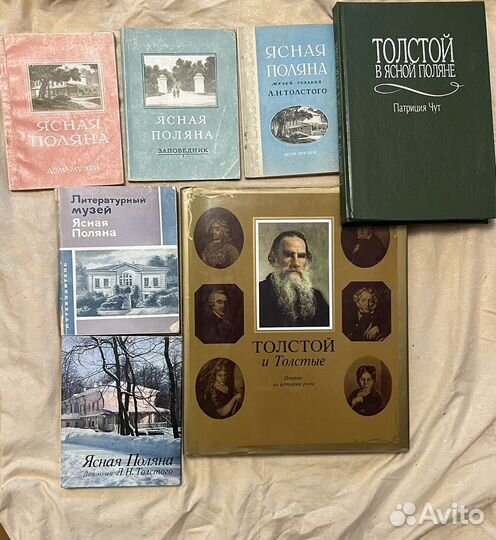 ЯСНАЯ
ПОЛЯНА
ДОМ-МУЗЕЙ
ЯСНАЯ
ПОЛЯНА
ЗАПОВЕДНИК
ЯСНАЯ
ПОЛЯНА
МУЗЕЙ УСАДЬБА
Л.Н.ТОЛСТОГО
ДОМ-МУЗЕЙ
ТОЛСТОЙ
В ЯСНОЙ ПОЛЯНЕ
Патриция Чут
Литературный
музей
Ясная
Поляна
ПУТЕВОДИТЕЛЬ
ТОЛСТОЙ
и Толстые
Очерки
из истории рода
Ясная Поляна
Дом-музей Л.Н.Толстого
Avito